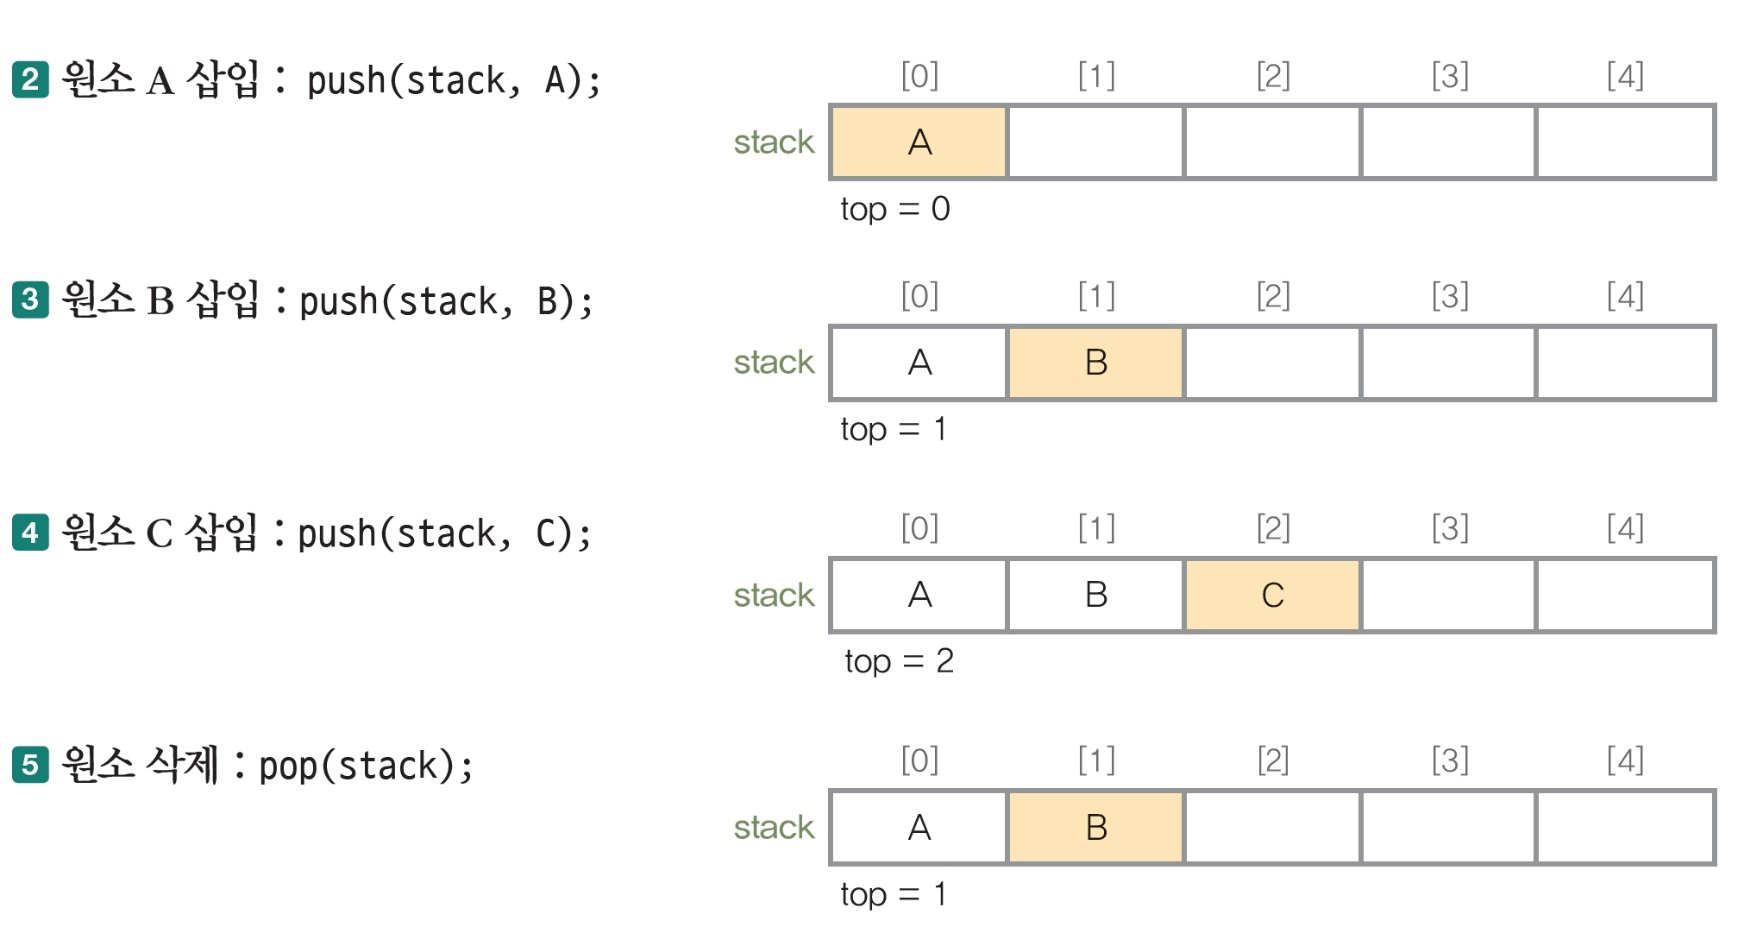 2 원소 A 삽입 : push(stack, A);
[0] [1] [2] [3] [4]
stack A
top = 0
3 원소 B 삽입 : push(stack, B);
[0] [1] [2] [3] [4]
stack A B
top = 1
4 원소 C 삽입 : push(stack, C);
[0] [1] [2] [3] [4]
stack A B C
top = 2
5 원소 삭제 : pop(stack);
[0] [1] [2] [3] [4]
stack A B
top = 1